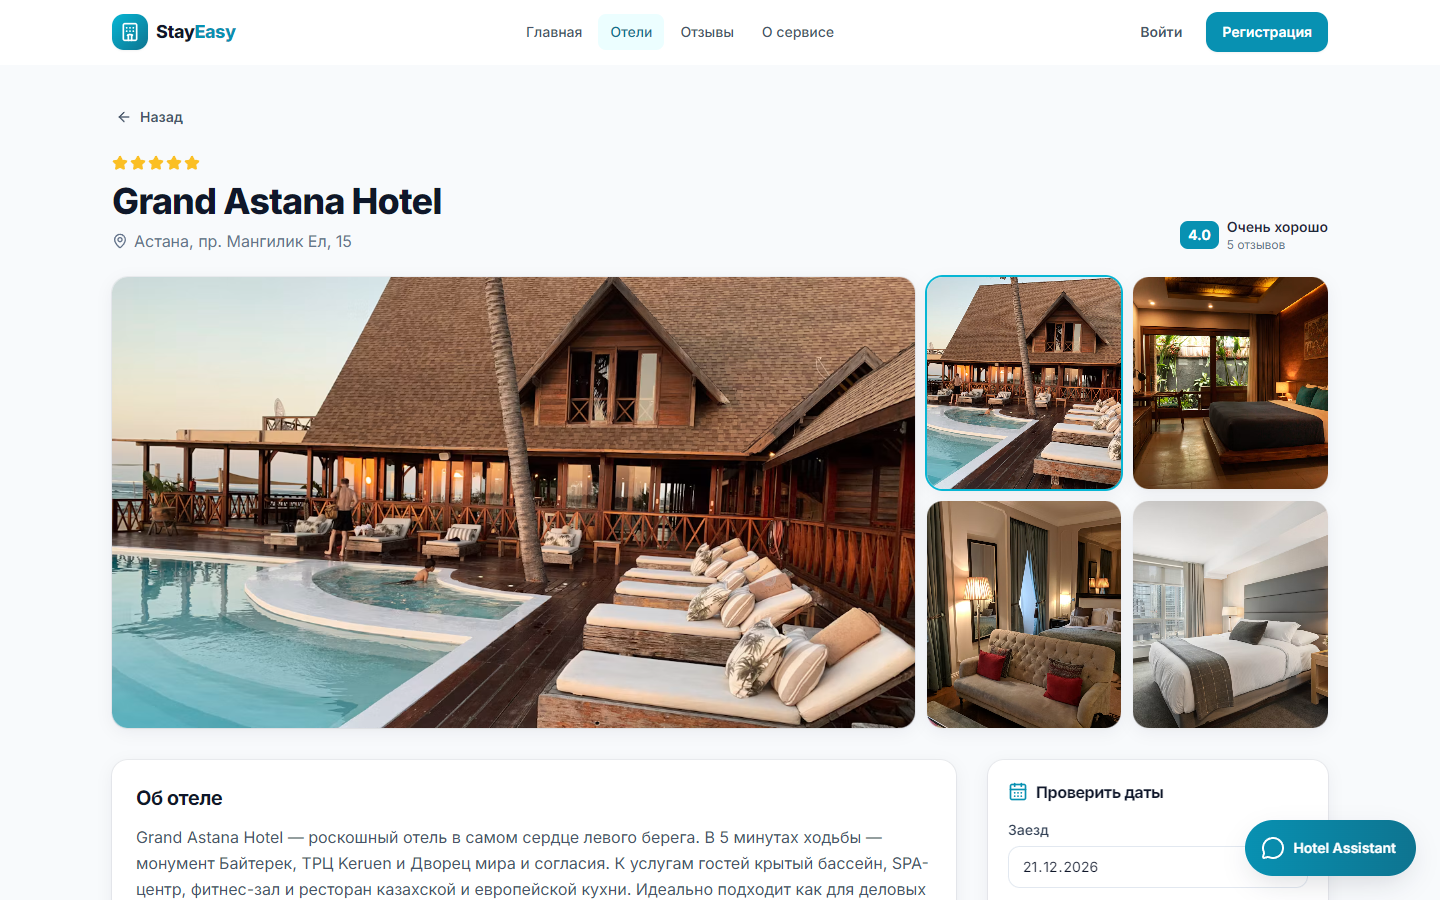 StayEasy
Главная
Отели
Отзывы
О сервисе
Войти
Регистрация
Назад
Grand Astana Hotel
Астана, пр. Мангилик Ел, 15
4.0
Очень хорошо
5 отзывов
Об отеле
Grand Astana Hotel — роскошный отель в самом сердце левого берега. В 5 минутах ходьбы —
монумент Байтерек, ТРЦ Keruen и Дворец мира и согласия. К услугам гостей крытый бассейн, SPA-
центр, фитнес-зал и ресторан казахской и европейской кухни. Идеально подходит как для деловых
Проверить даты
Заезд
21.12.2026
Hotel Assistant